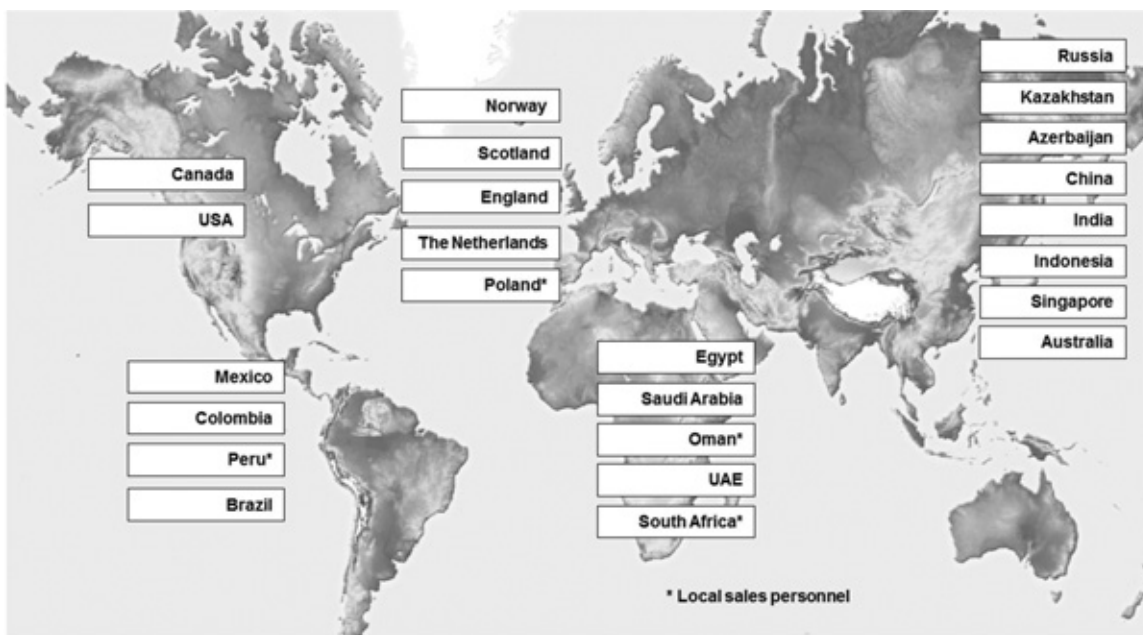 Canada
USA
Mexico
Colombia
Peru*
Brazil
Norway
Scotland
England
The Netherlands
Poland*
Egypt
Saudi Arabia
Oman*
UAE
South Africa*
Russia
Kazakhstan
Azerbaijan
China
India
Indonesia
Singapore
Australia
* Local sales personnel